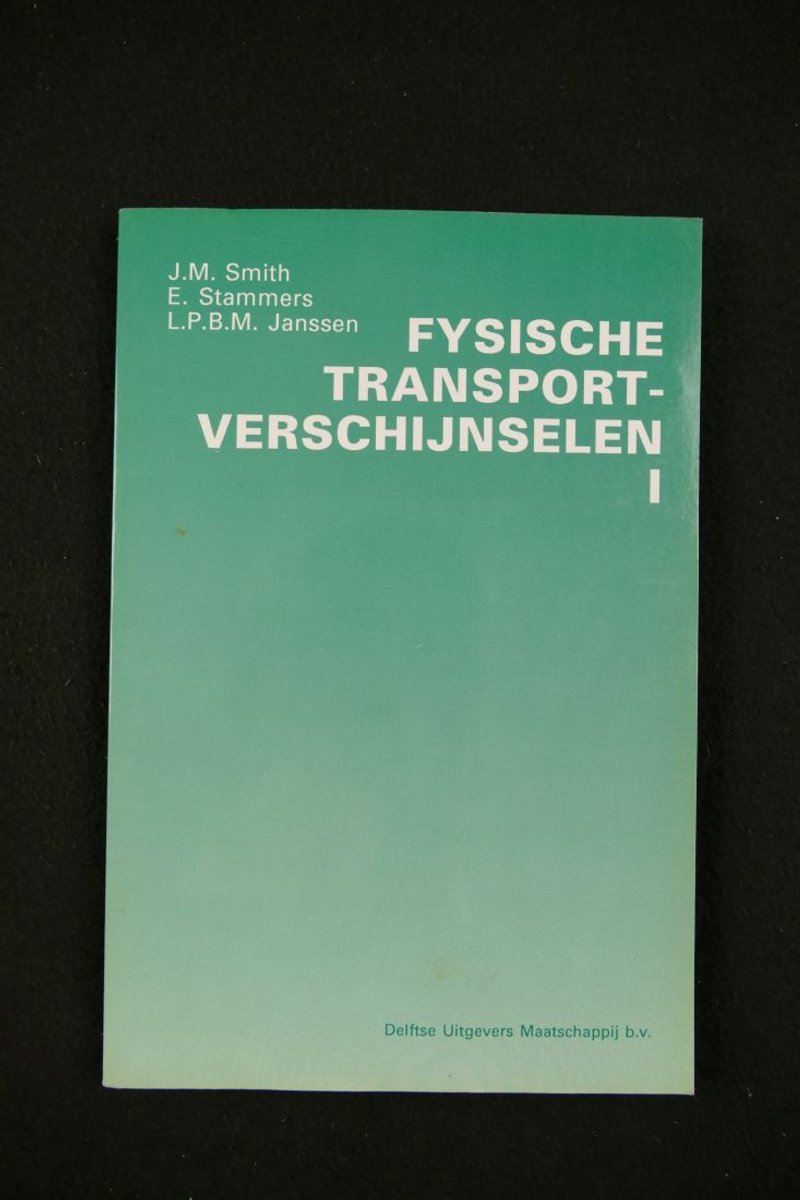 J.M. Smith
E. Stammers
L.P.B.M. Janssen
FYSISCHE
TRANSPORT-
VERSCHIJNSELEN
I
Delftse Uitgevers Maatschappij b.v.